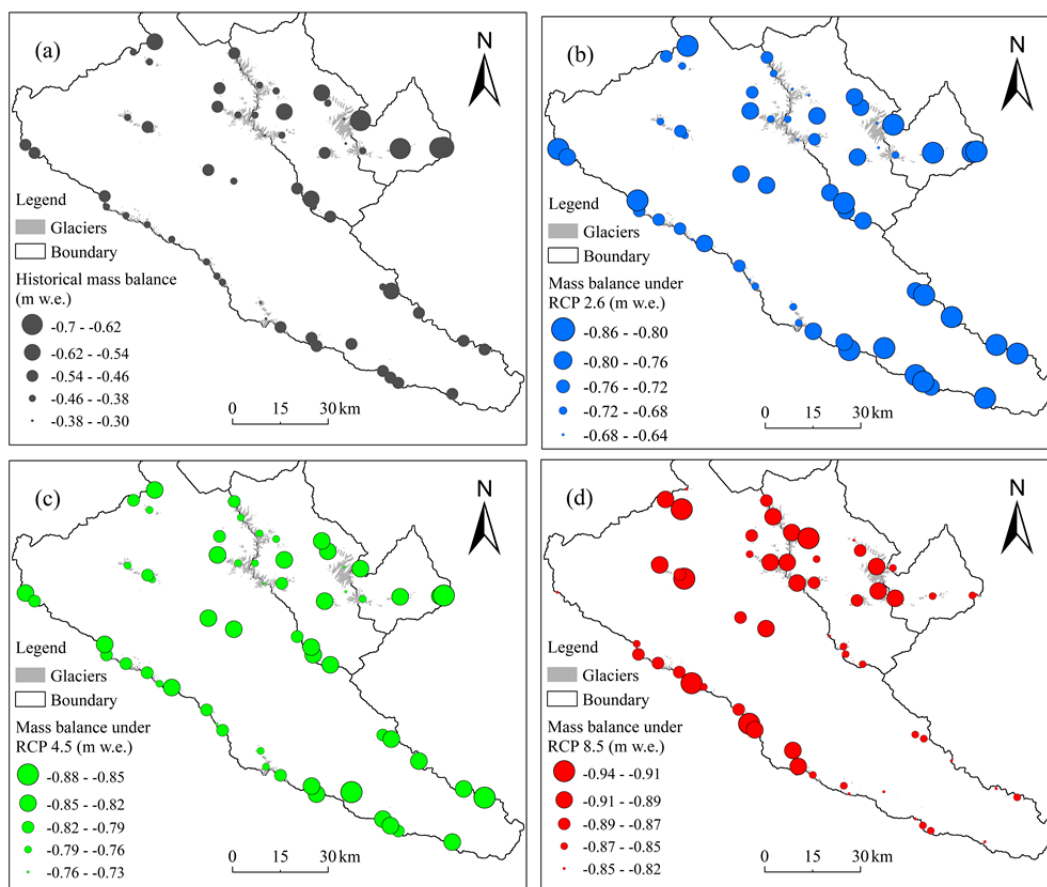 (a)
N
Legend
Glaciers
Boundary
Historical mass balance
(m w.e.)
-0.7 - -0.62
-0.62 - -0.54
-0.54 - -0.46
-0.46 - -0.38
-0.38 - -0.30
0 15 30 km
(b)
N
Legend
Glaciers
Boundary
Mass balance under
RCP 2.6 (m w.e.)
-0.86 - -0.80
-0.80 - -0.76
-0.76 - -0.72
-0.72 - -0.68
-0.68 - -0.64
0 15 30 km
(c)
N
Legend
Glaciers
Boundary
Mass balance under
RCP 4.5 (m w.e.)
-0.88 - -0.85
-0.85 - -0.82
-0.82 - -0.79
-0.79 - -0.76
-0.76 - -0.73
0 15 30 km
(d)
N
Legend
Glaciers
Boundary
Mass balance under
RCP 8.5 (m w.e.)
-0.94 - -0.91
-0.91 - -0.89
-0.89 - -0.87
-0.87 - -0.85
-0.85 - -0.82
0 15 30 km